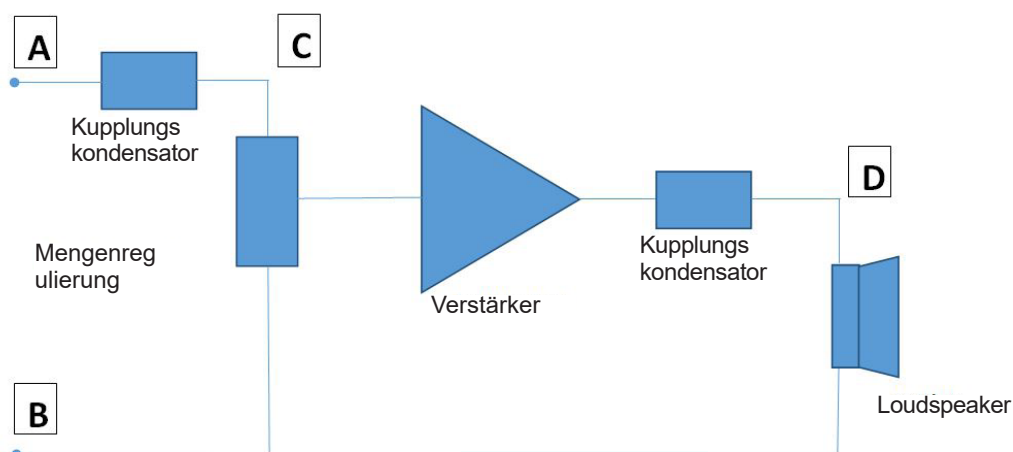 A
C
Kupplungs
kondensator
D
Mengenreg
ulierung
Kupplungs
kondensator
Verstärker
B
Loudspeaker